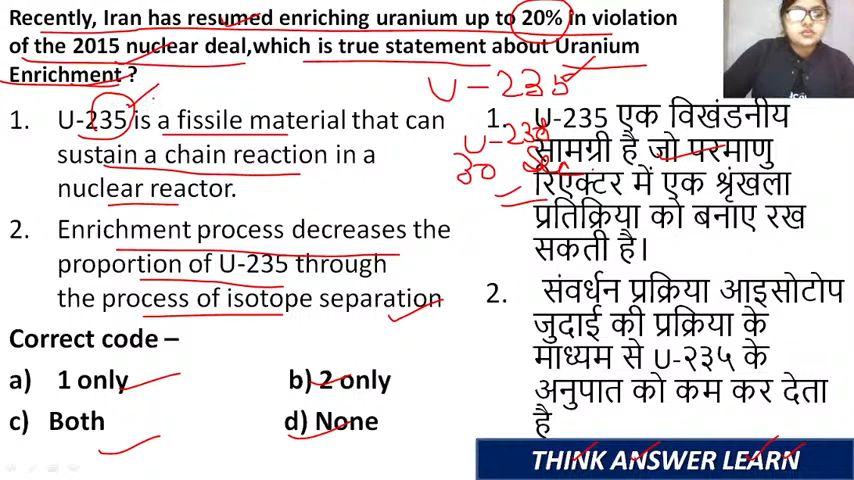 Recently, Iran has resumed enriching uranium up to 20% in violation
of the 2015 nuclear deal,which is true statement about Uranium
Enrichment ?
U-235
1. U-235 is a fissile material that can
sustain a chain reaction in a
nuclear reactor.
2. Enrichment process decreases the
proportion of U-235 through
the process of isotope separation
Correct code –
a) 1 only b) 2 only
c) Both d) None
1. U-235 एक विखंडनीय
सामग्री है जो परमाणु
रिएक्टर में एक श्रृंखला
प्रतिक्रिया को बनाए रख
सकती है।
2. संवर्धन प्रक्रिया आइसोटोप
जुदाई की प्रक्रिया के
माध्यम से U-२३५ के
अनुपात को कम कर देता
है
THINK ANSWER LEARN